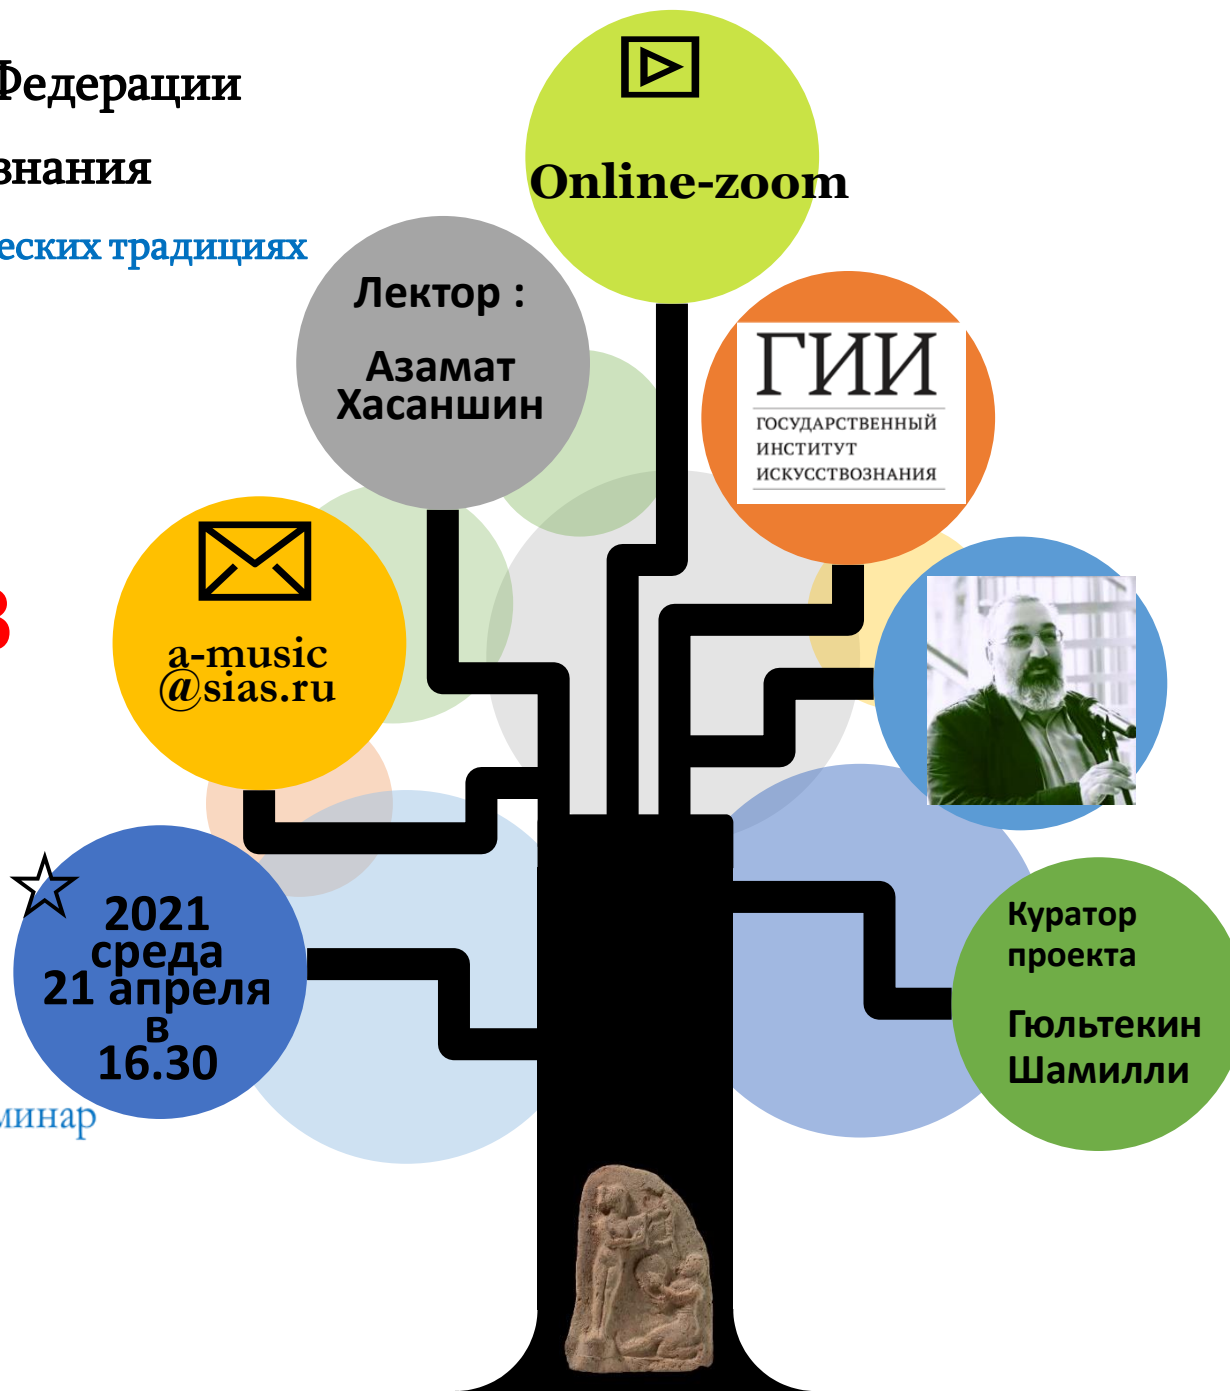 Федерации
знания
еских традициях
Online-zoom
Лектор :
Азамат
Хасаншин
ГИИ
ГОСУДАРСТВЕННЫЙ
ИНСТИТУТ
ИСКУССТВОЗНАНИЯ
a-music
@sias.ru
2021
среда
21 апреля
в
16.30
Куратор
проекта
Гюльтекин
Шамилли
минар